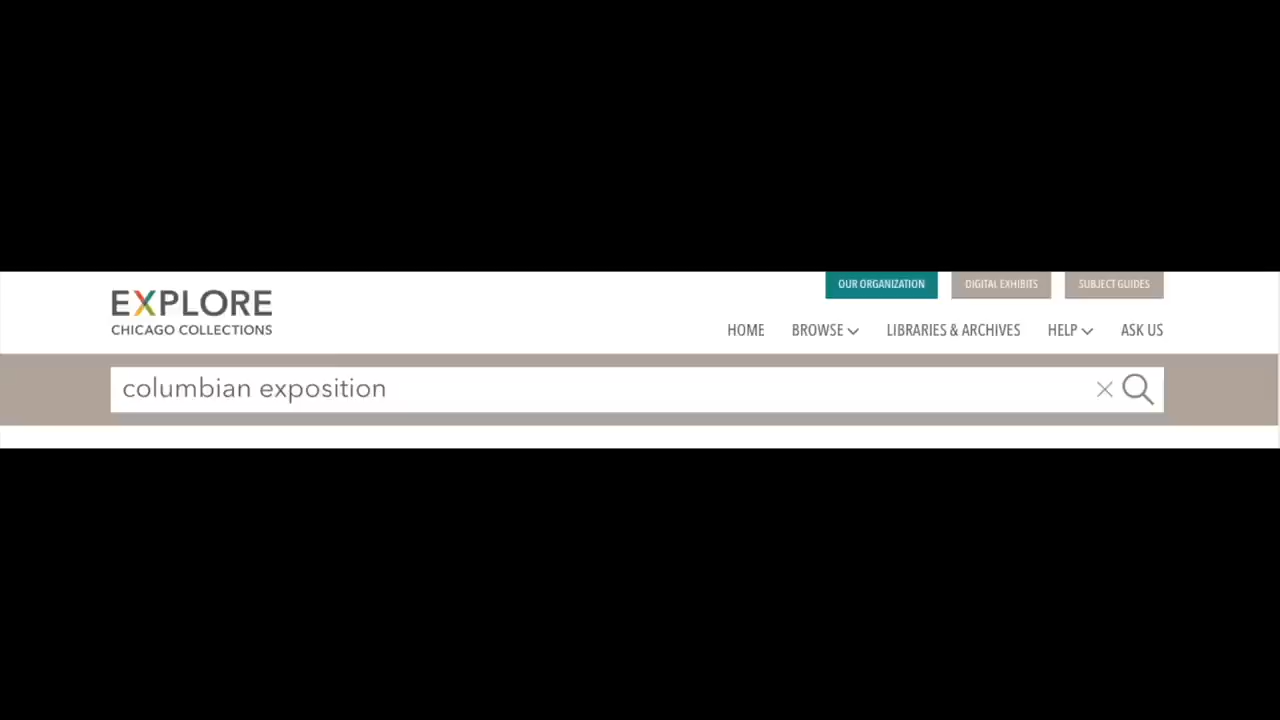 OUR ORGANIZATION DIGITAL EXHIBITS SUBJECT GUIDES
EXPLORE
CHICAGO COLLECTIONS
HOME BROWSE LIBRARIES & ARCHIVES HELP ASK US
columbian exposition